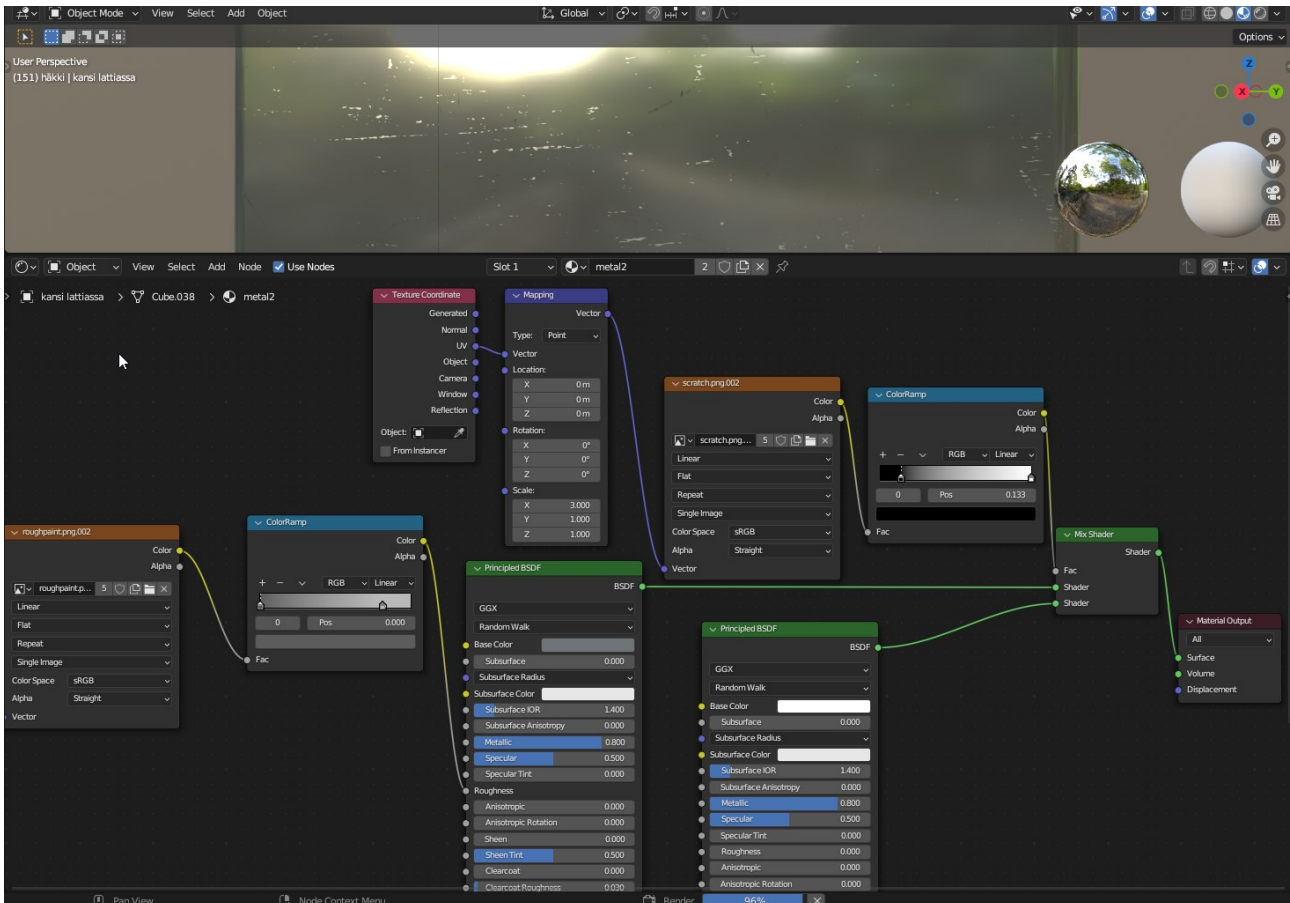 Object Mode View Select Add Object Global
Options
User Perspective
(151) häkki | kansi lattiassa
Z
X Y
Object View Select Add Node Use Nodes Slot 1 metal2 2
kansi lattiassa > Cube.038 > metal2
Texture Coordinate
Generated
Normal
UV
Object
Camera
Window
Reflection
Object:
From Instancer
Mapping
Vector
Type: Point
Vector
Location:
X 0 m
Y 0 m
Z 0 m
Rotation:
X 0°
Y 0°
Z 0°
Scale:
X 3.000
Y 1.000
Z 1.000
scratch.png.002
Color
Alpha
scratch.png... 5
Linear
Flat
Repeat
Single Image
Color Space sRGB
Alpha Straight
Vector
ColorRamp
Color
Alpha
RGB Linear
0 Pos 0.133
Fac
roughpaint.png.002
Color
Alpha
roughpaint.p... 5
Linear
Flat
Repeat
Single Image
Color Space sRGB
Alpha Straight
Vector
ColorRamp
Color
Alpha
RGB Linear
0 Pos 0.000
Fac
Principled BSDF
BSDF
GGX
Random Walk
Base Color
Subsurface 0.000
Subsurface Radius
Subsurface Color
Subsurface IOR 1.400
Subsurface Anisotropy 0.000
Metallic 0.800
Specular 0.500
Specular Tint 0.000
Roughness
Anisotropic 0.000
Anisotropic Rotation 0.000
Sheen 0.000
Sheen Tint 0.500
Clearcoat 0.000
Clearcoat Roughness 0.030
Principled BSDF
BSDF
GGX
Random Walk
Base Color
Subsurface 0.000
Subsurface Radius
Subsurface Color
Subsurface IOR 1.400
Subsurface Anisotropy 0.000
Metallic 0.800
Specular 0.500
Specular Tint 0.000
Roughness 0.000
Anisotropic 0.000
Anisotropic Rotation 0.000
Mix Shader
Shader
Fac
Shader
Shader
Material Output
All
Surface
Volume
Displacement
Pan View Node Context Menu Render 96%